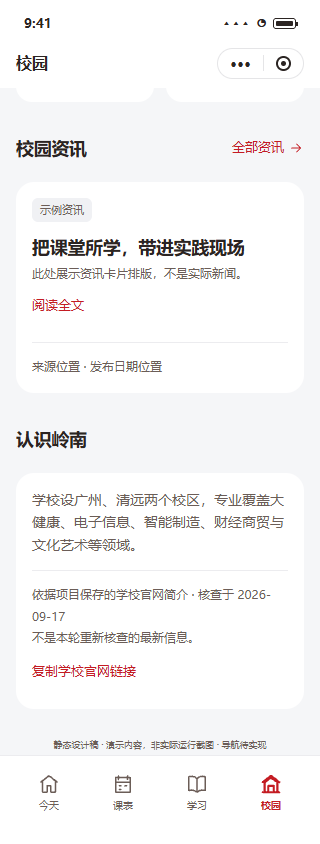 9:41
校园
校园资讯
全部资讯 →
示例资讯
把课堂所学，带进实践现场
此处展示资讯卡片排版，不是实际新闻。
阅读全文
来源位置 · 发布日期位置
认识岭南
学校设广州、清远两个校区，专业覆盖大
健康、电子信息、智能制造、财经商贸与
文化艺术等领域。
依据项目保存的学校官网简介 · 核查于 2026-
09-17
不是本轮重新核查的最新信息。
复制学校官网链接
静态设计稿 · 演示内容，非实际运行截图 · 导航待实现
今天
课表
学习
校园